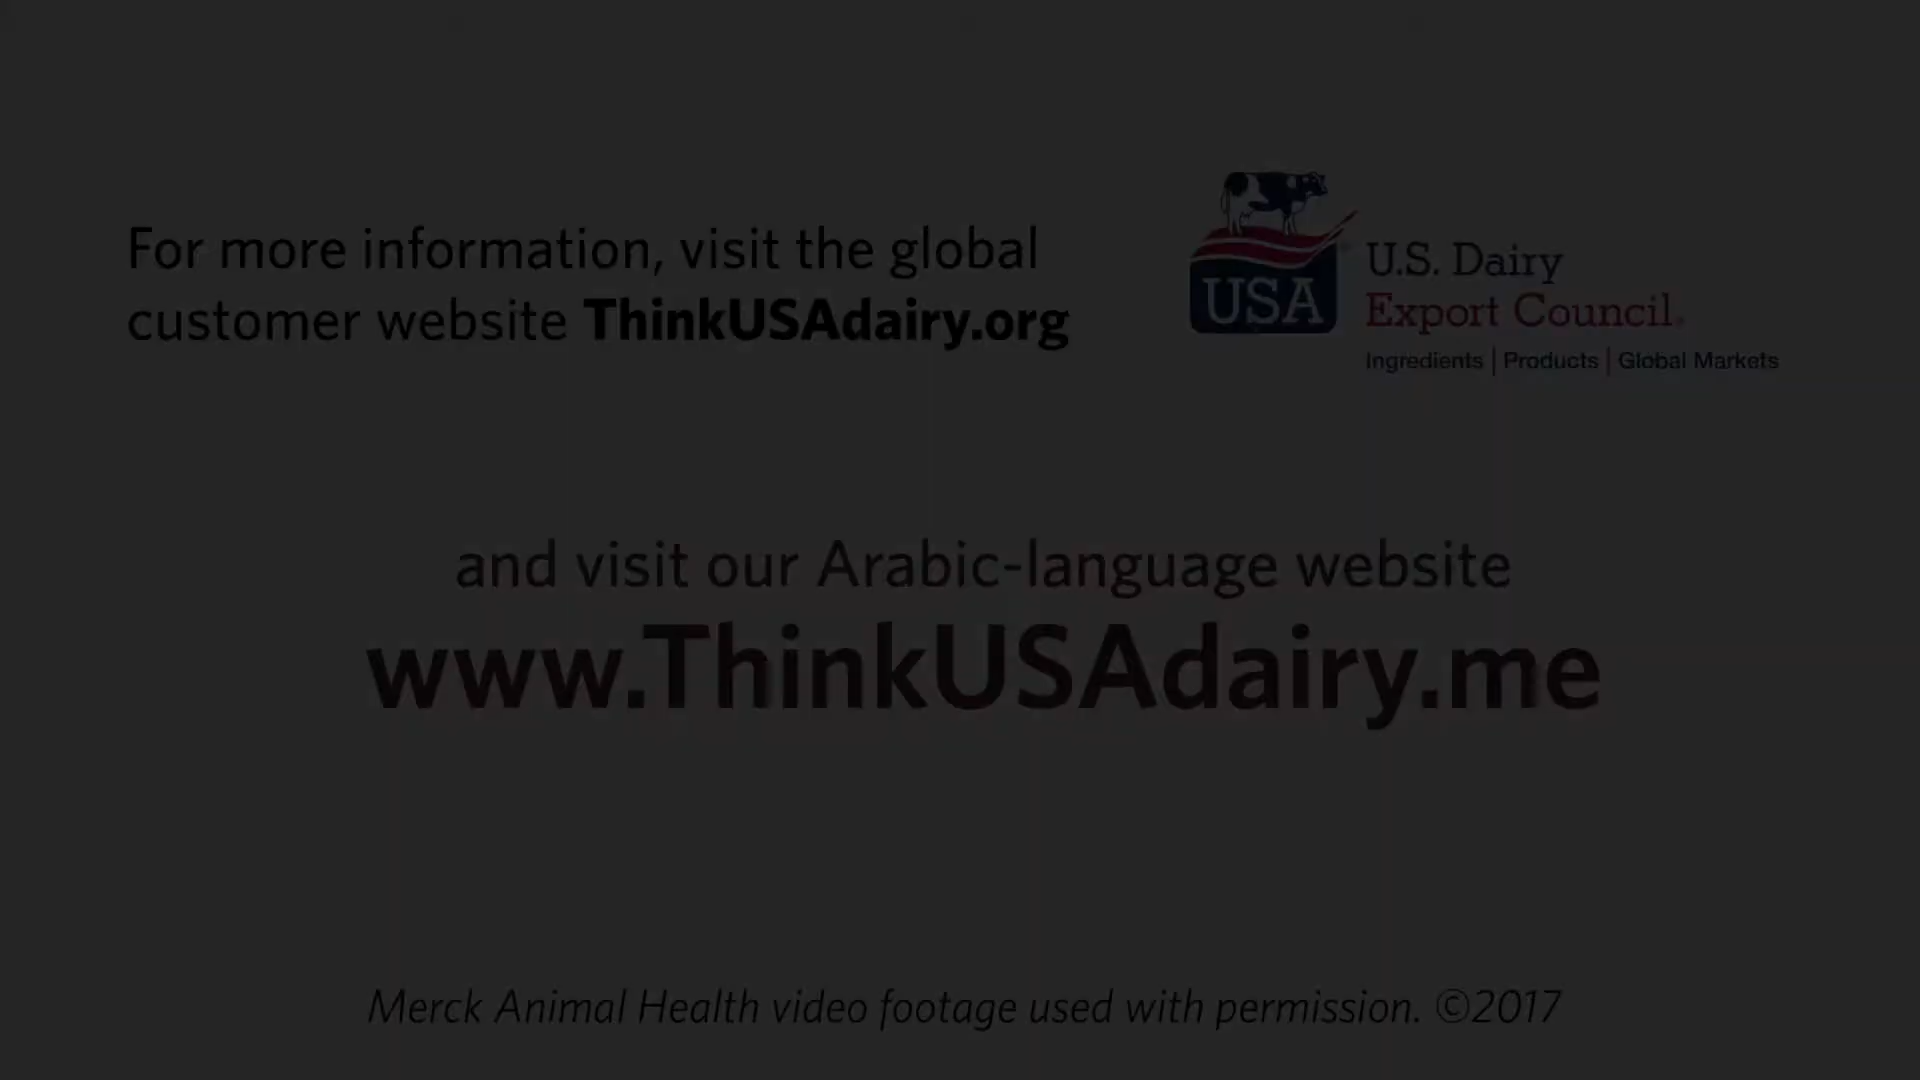 For more information, visit the global
customer website ThinkUSAdairy.org
USA
U.S. Dairy
Export Council.
Ingredients | Products | Global Markets
and visit our Arabic-language website
www.ThinkUSAdairy.me
Merck Animal Health video footage used with permission. ©2017